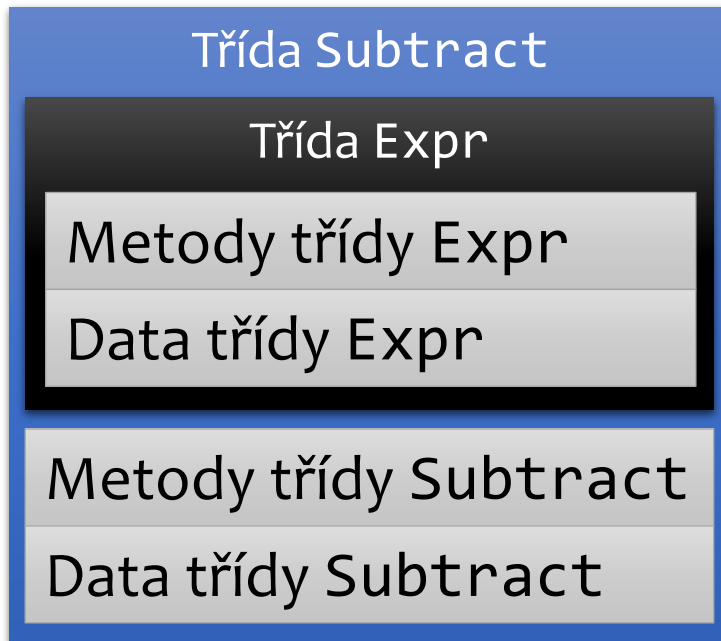 Třída Subtract
Třída Expr
Metody třídy Expr
Data třídy Expr
Metody třídy Subtract
Data třídy Subtract